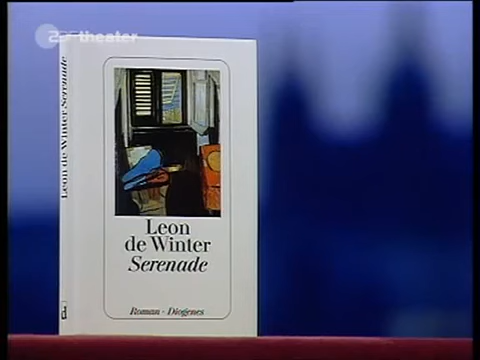 ZDF theater
Leon de Winter Serenade
Leon
de Winter
Serenade
Roman · Diogenes